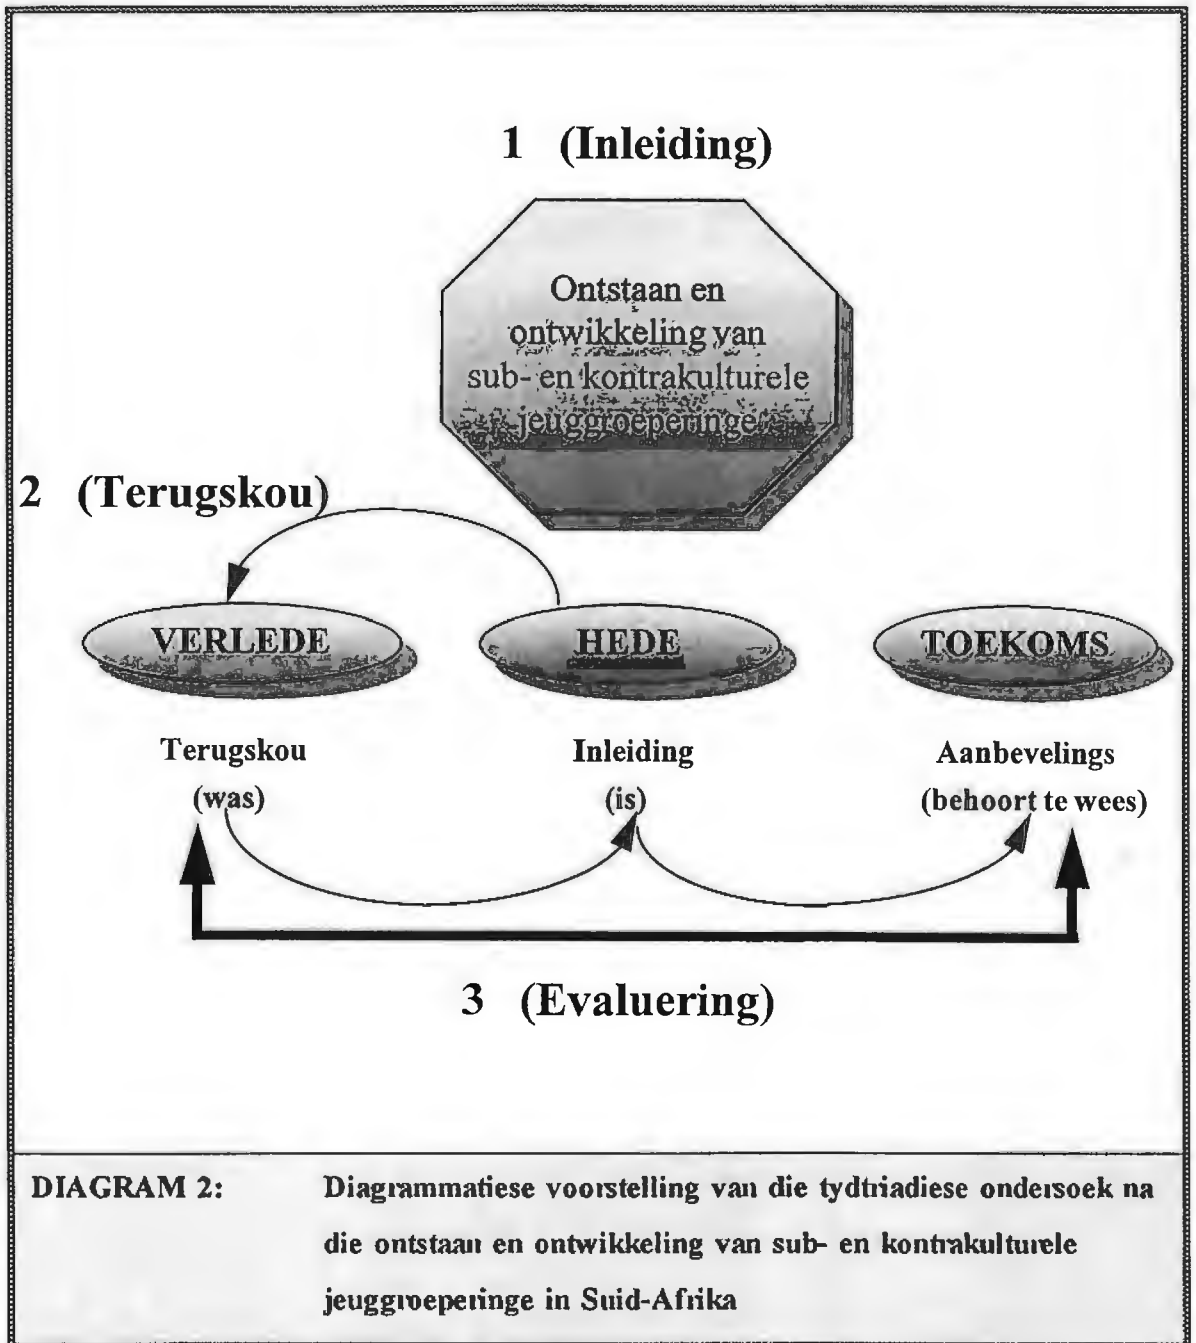 1 (Inleiding)
Ontstaan en
ontwikkeling van
sub- en kontrakulturele
jeuggroeperinge
2 (Terugskou)
VERLEDE HEDE TOEKOMS
Terugskou Inleiding Aanbevelings
(was) (is) (behoort te wees)
3 (Evaluering)
DIAGRAM 2: Diagrammatiese voorstelling van die tydtriadiese ondersoek na
die ontstaan en ontwikkeling van sub- en kontrakulturele
jeuggroeperinge in Suid-Afrika